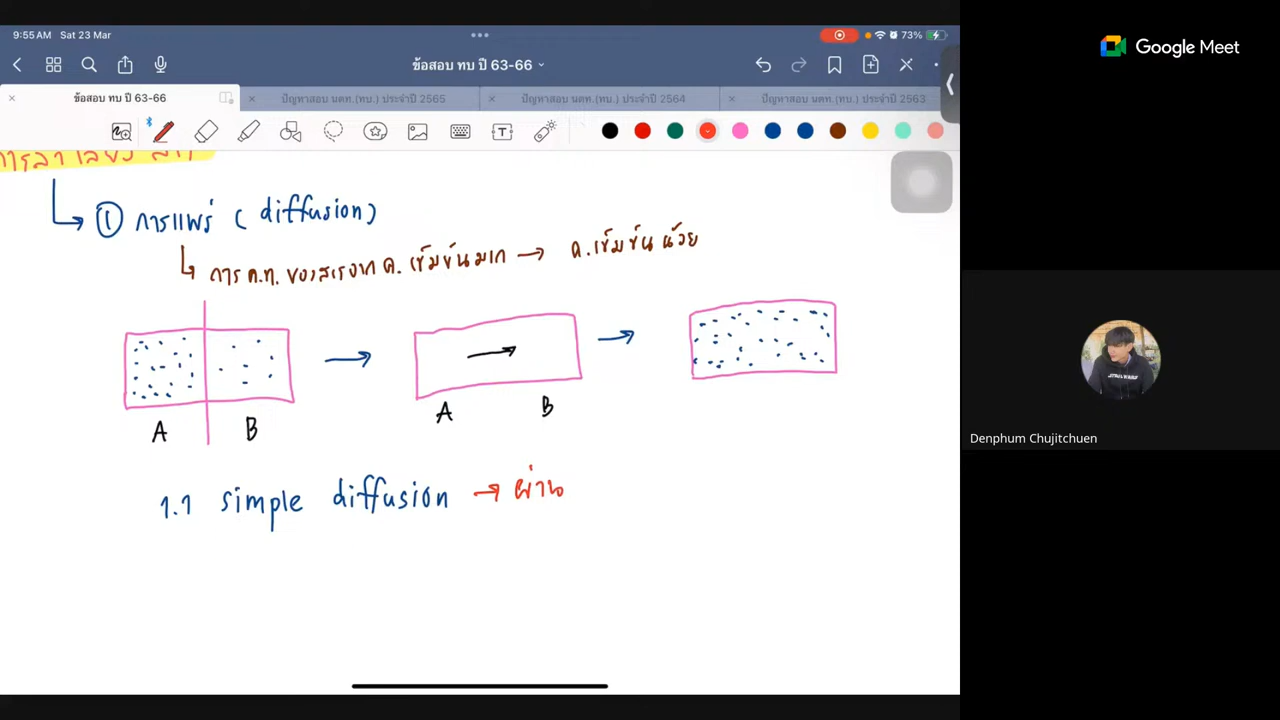 9:55 AM Sat 23 Mar
73%
Google Meet
ข้อสอบ ทบ ปี 63-66
ข้อสอบ ทบ ปี 63-66
ปัญหาสอบ นดท.(ทบ.) ประจำปี 2565
ปัญหาสอบ นดท.(ทบ.) ประจำปี 2564
ปัญหาสอบ นดท.(ทบ.) ประจำปี 2563
① การแพร่ (diffusion)
การ ค.ท. ของสารจาก ค. เข้มข้นมาก → ค. เข้มข้น น้อย
A B
A B
1.1 simple diffusion → ผ่าน
Denphum Chujitchuen